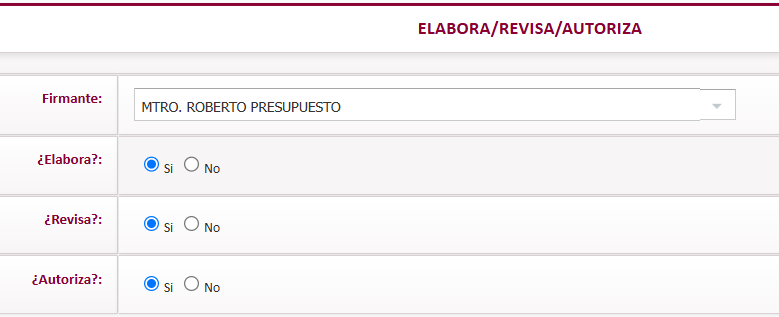 ELABORA/REVISA/AUTORIZA
Firmante: MTRO. ROBERTO PRESUPUESTO
¿Elabora?: Si No
¿Revisa?: Si No
¿Autoriza?: Si No